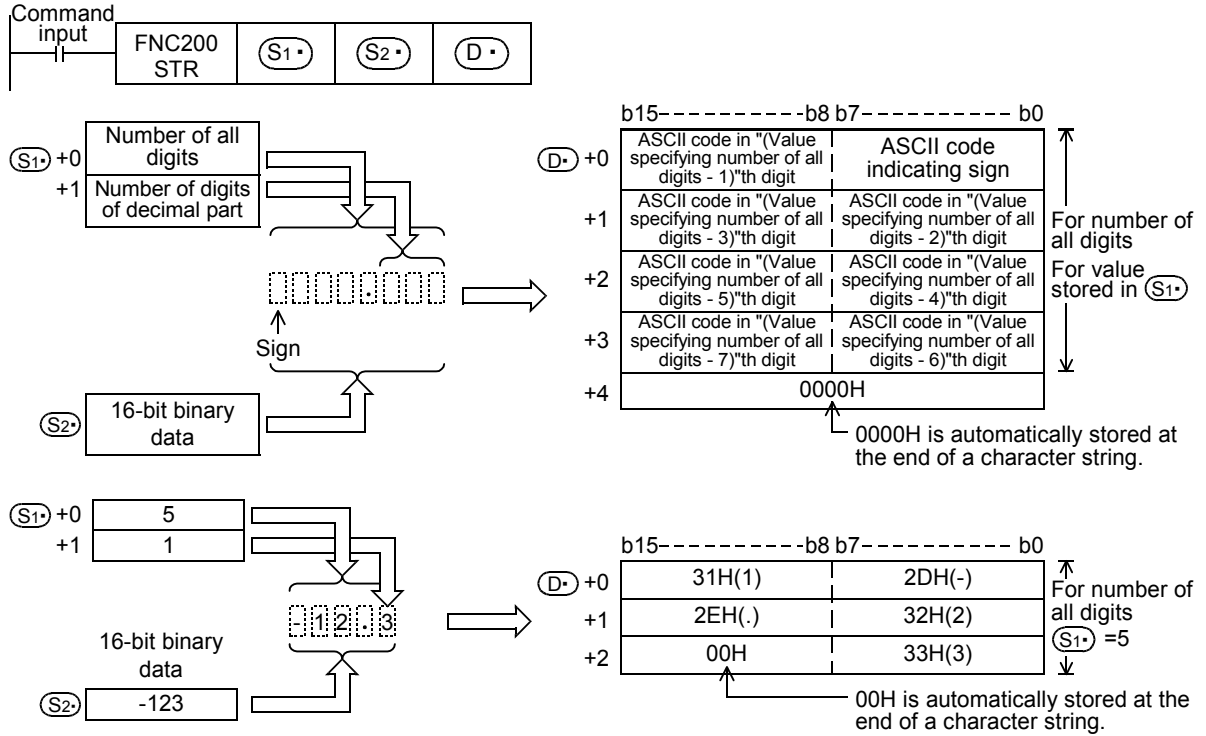 Command
input
FNC200
STR
S1•
S2•
D•
S1• +0
Number of all
digits
+1
Number of digits
of decimal part
.
Sign
S2•
16-bit binary
data
b15 b8 b7 b0
D• +0
ASCII code in "(Value
specifying number of all
digits - 1)"th digit
ASCII code
indicating sign
+1
ASCII code in "(Value
specifying number of all
digits - 3)"th digit
ASCII code in "(Value
specifying number of all
digits - 2)"th digit
+2
ASCII code in "(Value
specifying number of all
digits - 5)"th digit
ASCII code in "(Value
specifying number of all
digits - 4)"th digit
+3
ASCII code in "(Value
specifying number of all
digits - 7)"th digit
ASCII code in "(Value
specifying number of all
digits - 6)"th digit
+4
0000H
For number of
all digits
For value
stored in S1•
0000H is automatically stored at
the end of a character string.
S1• +0
5
+1
1
- 1 2 . 3
16-bit binary
data
S2•
-123
b15 b8 b7 b0
D• +0
31H(1)
2DH(-)
+1
2EH(.)
32H(2)
+2
00H
33H(3)
For number of
all digits
S1• =5
00H is automatically stored at the
end of a character string.